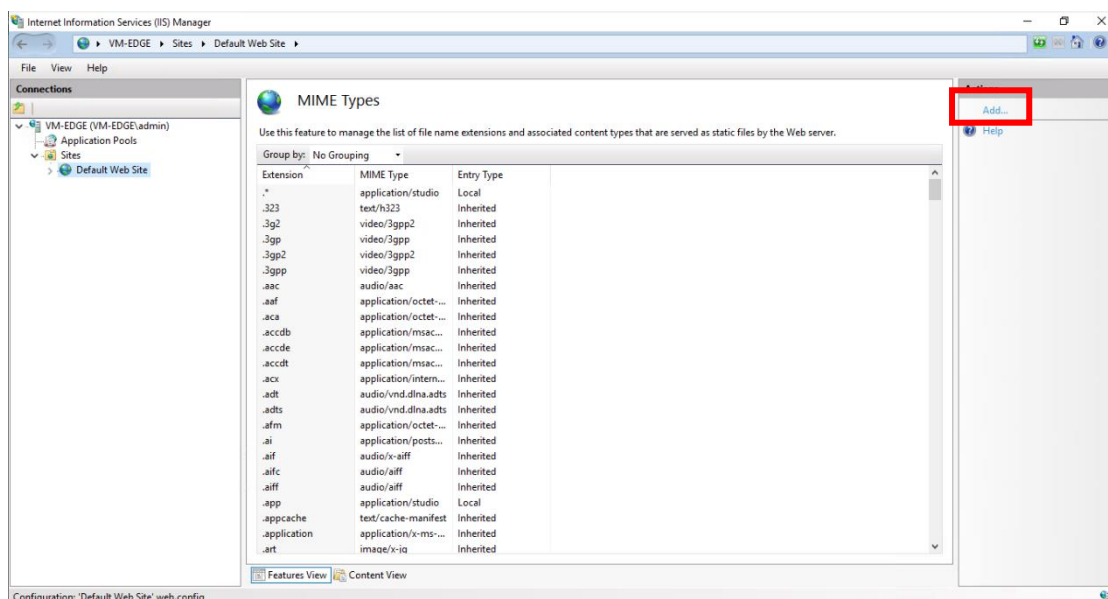 Internet Information Services (IIS) Manager
VM-EDGE Sites Default Web Site
File View Help
Connections
VM-EDGE (VM-EDGE\admin)
Application Pools
Sites
Default Web Site
MIME Types
Use this feature to manage the list of file name extensions and associated content types that are served as static files by the Web server.
Group by: No Grouping
Extension MIME Type Entry Type
.* application/studio Local
.323 text/h323 Inherited
.3g2 video/3gpp2 Inherited
.3gp video/3gpp Inherited
.3gp2 video/3gpp2 Inherited
.3gpp video/3gpp Inherited
.aac audio/aac Inherited
.aaf application/octet-... Inherited
.aca application/octet-... Inherited
.accdb application/msac... Inherited
.accde application/msac... Inherited
.accdt application/msac... Inherited
.acx application/intern... Inherited
.adt audio/vnd.dlna.adts Inherited
.adts audio/vnd.dlna.adts Inherited
.afm application/octet-... Inherited
.ai application/posts... Inherited
.aif audio/x-aiff Inherited
.aifc audio/aiff Inherited
.aiff audio/aiff Inherited
.app application/studio Local
.appcache text/cache-manifest Inherited
.application application/x-ms-... Inherited
.art image/x-jg Inherited
Features View Content View
Add...
Help
Configuration: 'Default Web Site' web.config